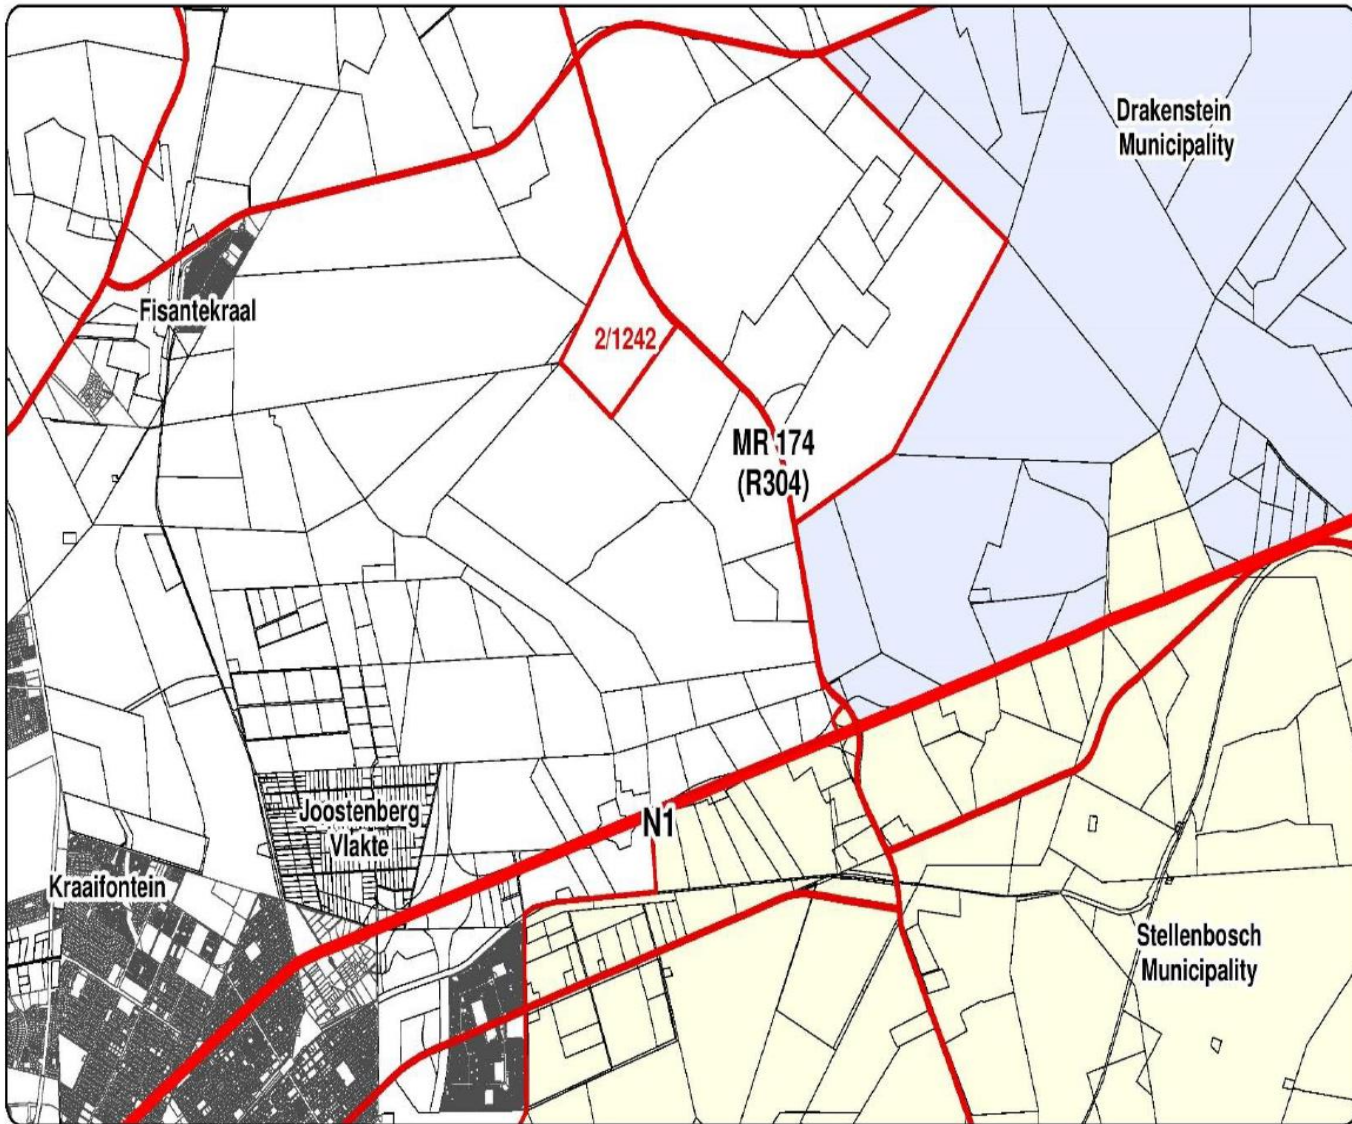 Drakenstein
Municipality
Fisantekraal
2/1242
MR 174
(R304)
Joostenberg
Vlakte
N1
Kraaifontein
Stellenbosch
Municipality